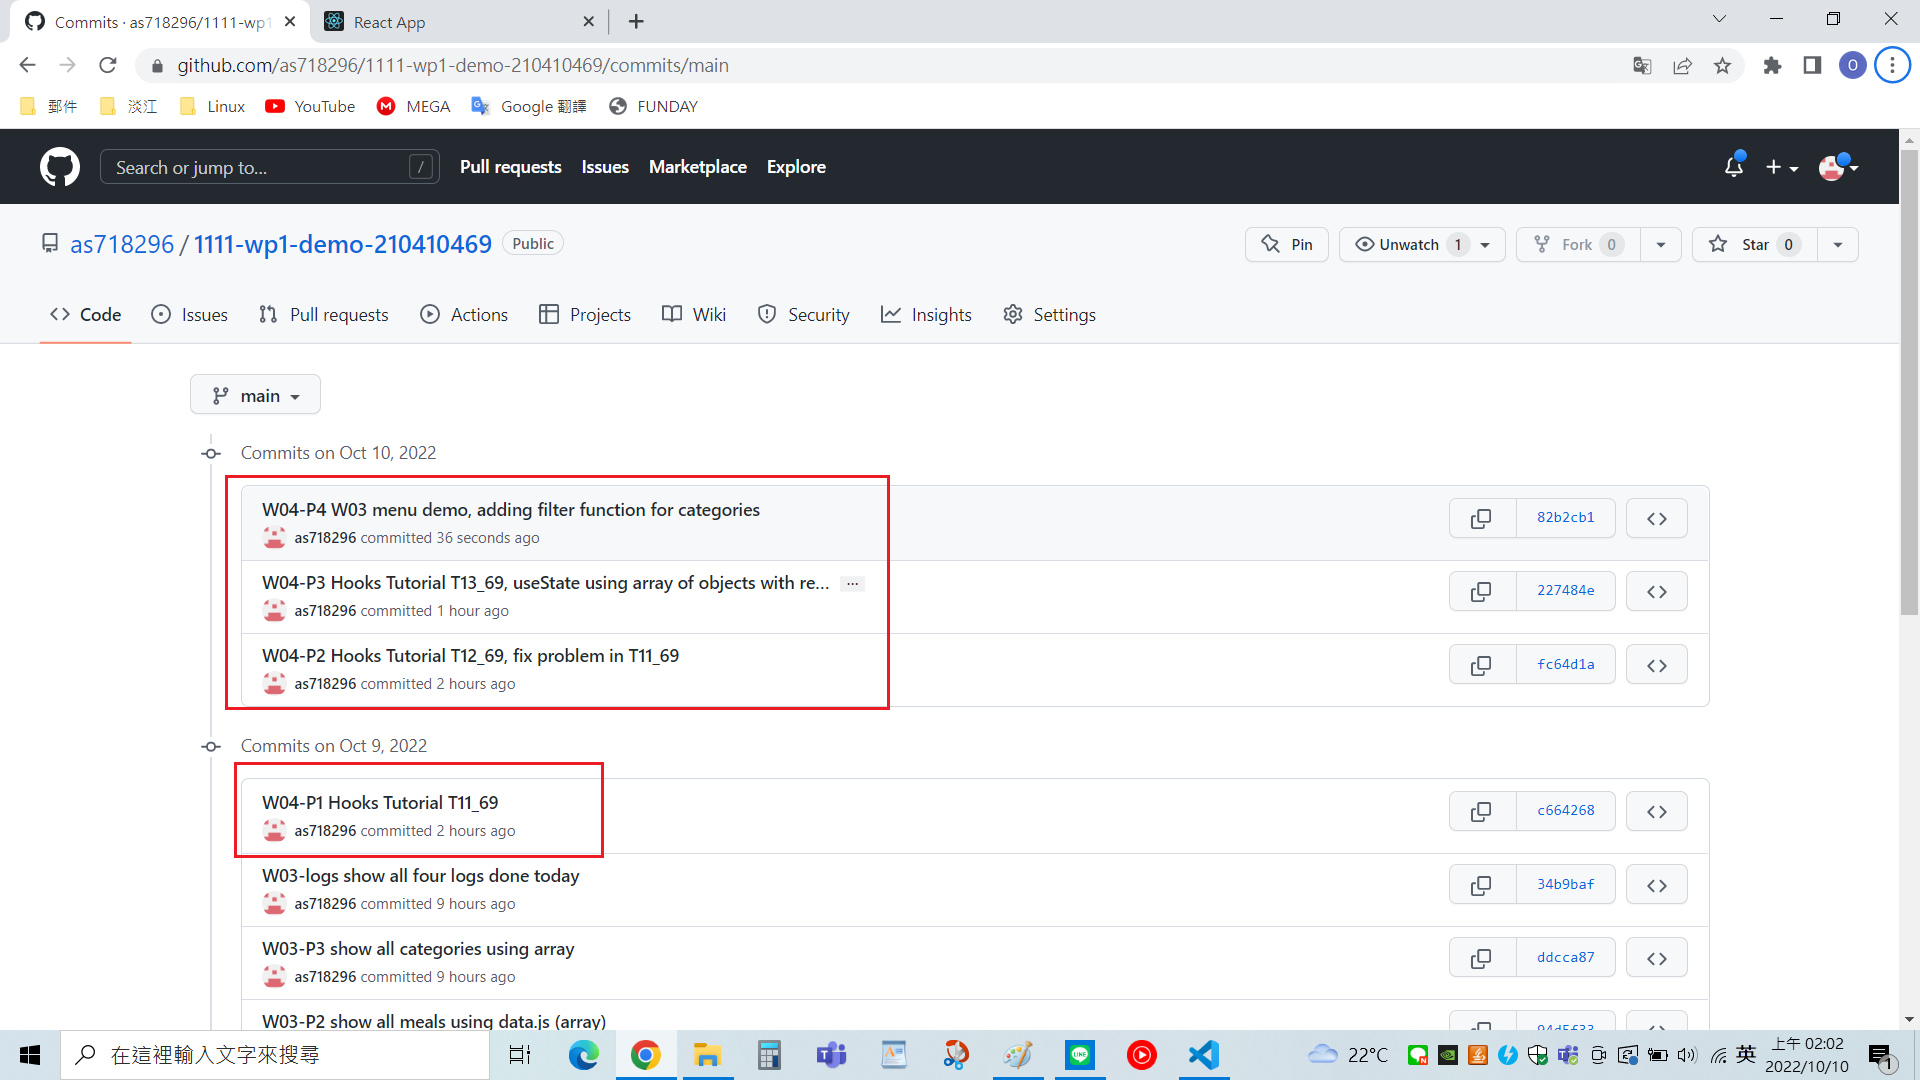 Commits · as718296/1111-wp1
React App
github.com/as718296/1111-wp1-demo-210410469/commits/main
O
郵件
淡江
Linux
YouTube
MEGA
Google 翻譯
FUNDAY
Search or jump to...
/
Pull requests
Issues
Marketplace
Explore
as718296 / 1111-wp1-demo-210410469
Public
Pin
Unwatch 1
Fork 0
Star 0
Code
Issues
Pull requests
Actions
Projects
Wiki
Security
Insights
Settings
main
Commits on Oct 10, 2022
W04-P4 W03 menu demo, adding filter function for categories
as718296 committed 36 seconds ago
82b2cb1
W04-P3 Hooks Tutorial T13_69, useState using array of objects with re... ...
as718296 committed 1 hour ago
227484e
W04-P2 Hooks Tutorial T12_69, fix problem in T11_69
as718296 committed 2 hours ago
fc64d1a
Commits on Oct 9, 2022
W04-P1 Hooks Tutorial T11_69
as718296 committed 2 hours ago
c664268
W03-logs show all four logs done today
as718296 committed 9 hours ago
34b9baf
W03-P3 show all categories using array
as718296 committed 9 hours ago
ddcca87
W03-P2 show all meals using data.js (array)
在這裡輸入文字來搜尋
22°C
英
上午 02:02
2022/10/10
1